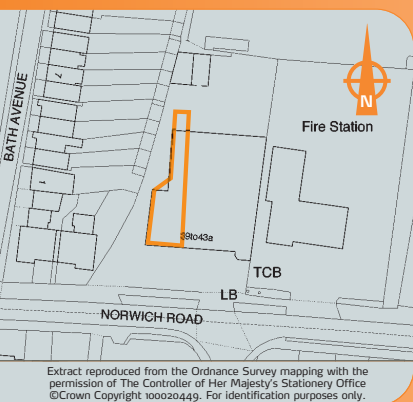 BATH AVENUE
N
Fire Station
39to43a
TCB
LB
NORWICH ROAD
Extract reproduced from the Ordnance Survey mapping with the
permission of The Controller of Her Majesty's Stationery Office
©Crown Copyright 100020449. For identification purposes only.